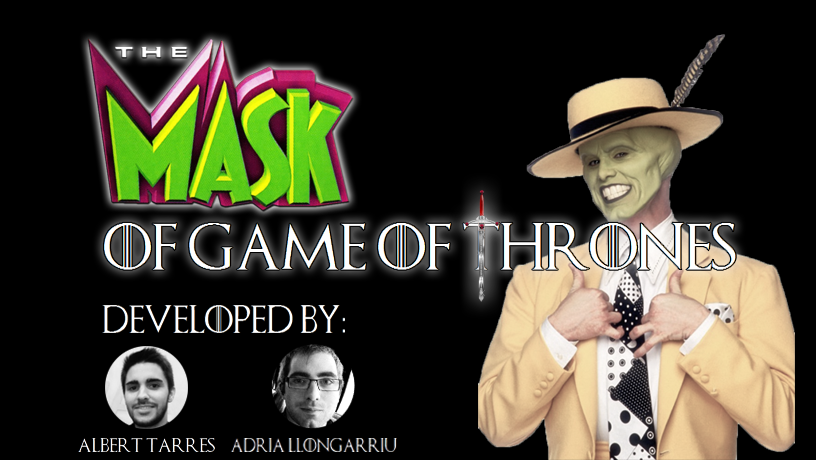 THE
MASK
OF GAME OF THRONES
DEVELOPED BY:
ALBERT TARRES ADRIA LLONGARRIU